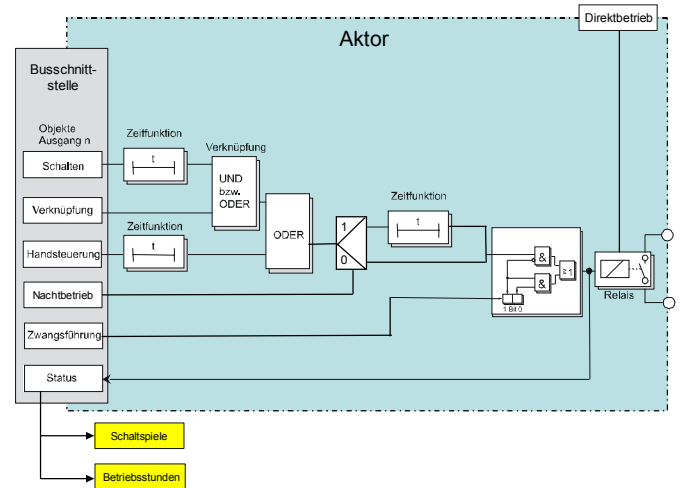 Direktbetrieb
Aktor
Busschnitt-
stelle
Objekte
Ausgang n
Zeitfunktion
Verknüpfung
Schalten
t
UND
bzw.
ODER
Verknüpfung
Zeitfunktion
Zeitfunktion
t
Handsteuerung
t
ODER
1
0
&
&
≥1
1 Bit 0
Relais
Nachtbetrieb
Zwangsführung
Status
Schaltspiele
Betriebsstunden